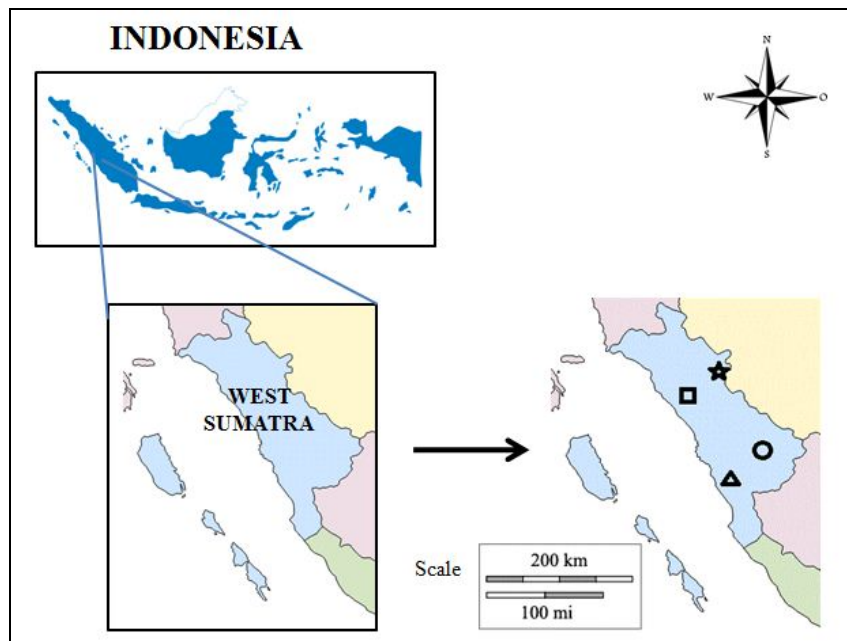 INDONESIA
N
W
O
S
WEST
SUMATRA
Scale
200 km
100 mi